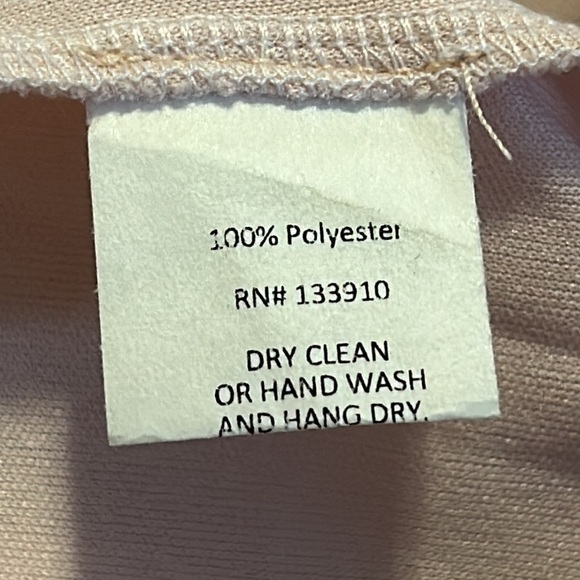 100% Polyester
RN# 133910
DRY CLEAN
OR HAND WASH
AND HANG DRY.